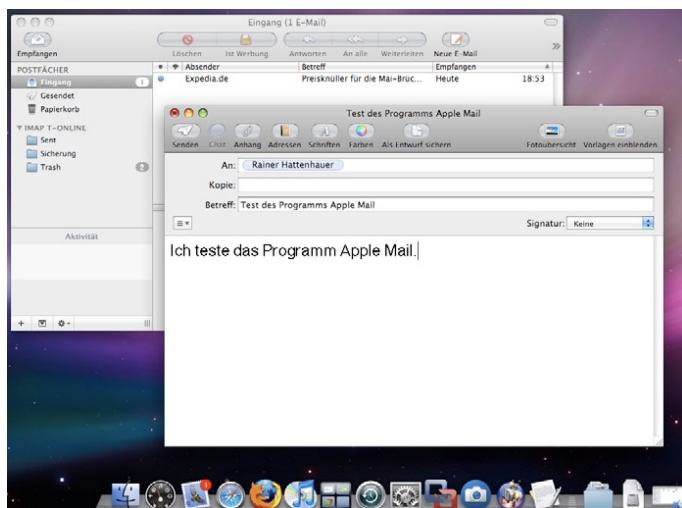 Eingang (1 E-Mail)
Empfangen
Löschen Ist Werbung Antworten An alle Weiterleiten Neue E-Mail
POSTFÄCHER
Eingang 1
Gesendet
Papierkorb
IMAP T-ONLINE
Sent
Sicherung
Trash 2
Aktivität
Absender Betreff Empfangen
Expedia.de Preisknüller für die Mai-Brüc... Heute 18:53
Test des Programms Apple Mail
Senden Chat Anhang Adressen Schriften Farben Als Entwurf sichern Fotoübersicht Vorlagen einblenden
An: Rainer Hattenhauer
Kopie:
Betreff: Test des Programms Apple Mail
Signatur: Keine
Ich teste das Programm Apple Mail.